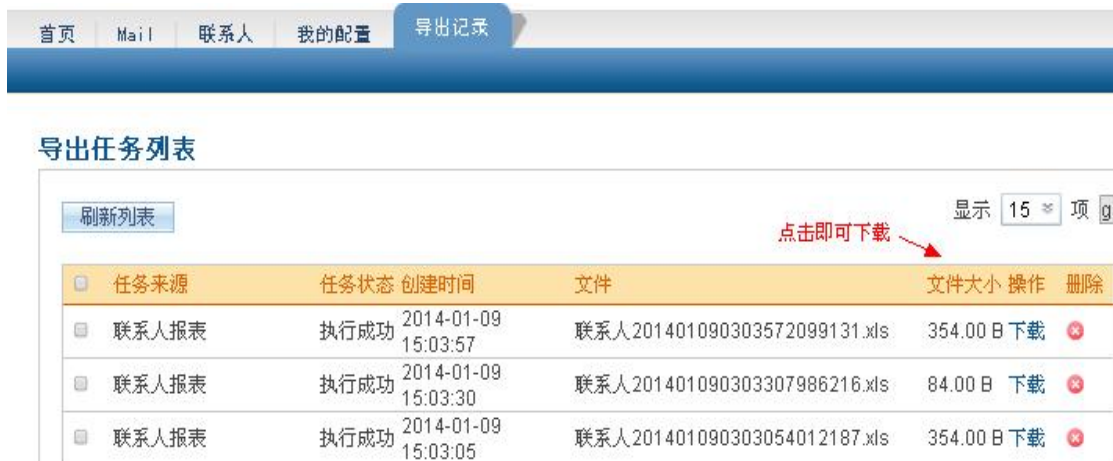 首页 Mail 联系人 我的配置 导出记录
导出任务列表
刷新列表 显示 15 项 g
点击即可下载
任务来源 任务状态 创建时间 文件 文件大小 操作 删除
联系人报表 执行成功 2014-01-09 15:03:57 联系人201401090303572099131.xls 354.00 B 下载
联系人报表 执行成功 2014-01-09 15:03:30 联系人201401090303307986216.xls 84.00 B 下载
联系人报表 执行成功 2014-01-09 15:03:05 联系人201401090303054012187.xls 354.00 B 下载